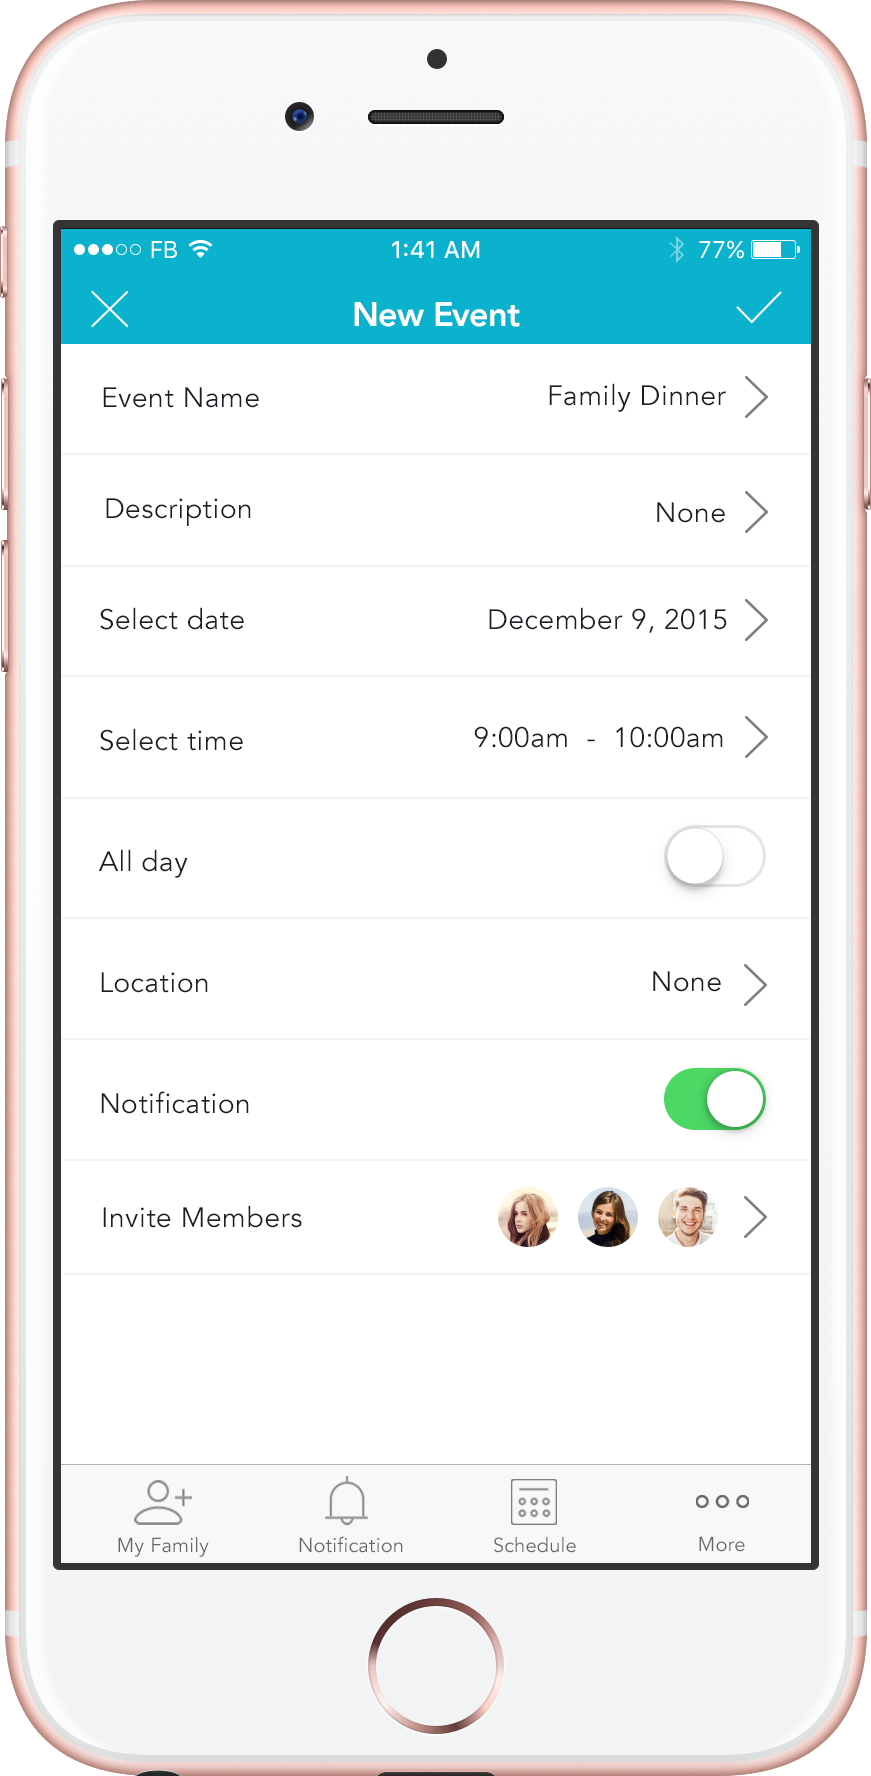 FB 1:41 AM 77%
New Event
Event Name Family Dinner
Description None
Select date December 9, 2015
Select time 9:00am - 10:00am
All day
Location None
Notification
Invite Members
My Family Notification Schedule More